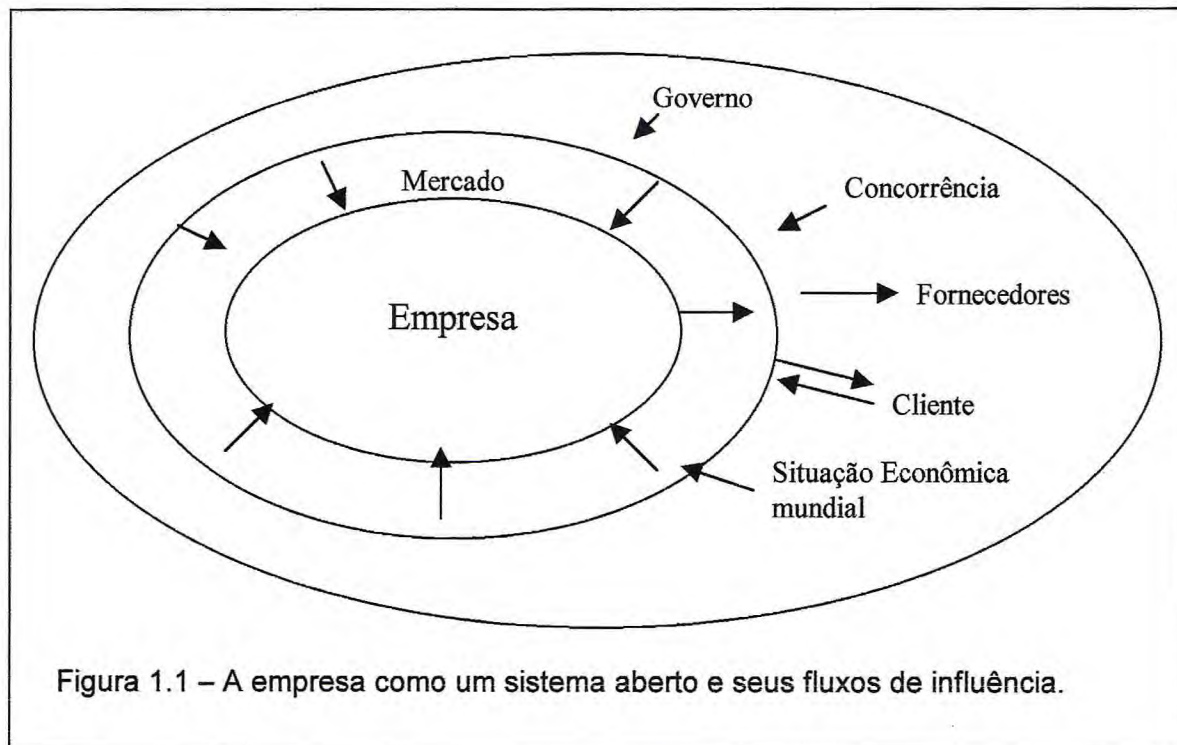 Governo
Mercado
Concorrência
Empresa
Fornecedores
Cliente
Situação Econômica
mundial
Figura 1.1 – A empresa como um sistema aberto e seus fluxos de influência.